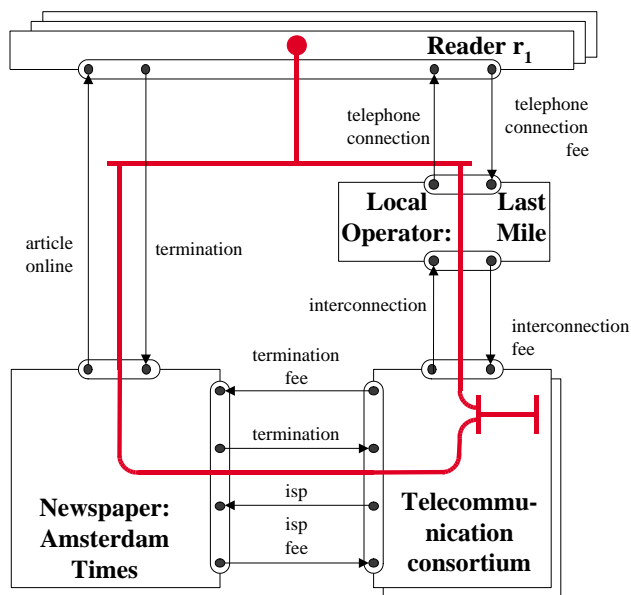 Reader r1
telephone
connection
telephone
connection
fee
Local
Operator:
Last
Mile
article
online
termination
interconnection
interconnection
fee
termination
fee
termination
isp
isp
fee
Newspaper:
Amsterdam
Times
Telecommu-
nication
consortium